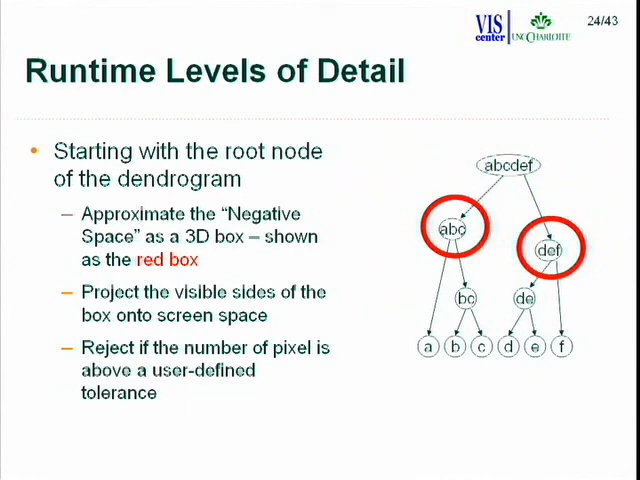 VIS
center
UNC CHARLOTTE
24/43
Runtime Levels of Detail
• Starting with the root node
of the dendrogram
– Approximate the “Negative
Space” as a 3D box – shown
as the red box
– Project the visible sides of the
box onto screen space
– Reject if the number of pixel is
above a user-defined
tolerance
abcdef
abc
def
bc
de
a b c d e f